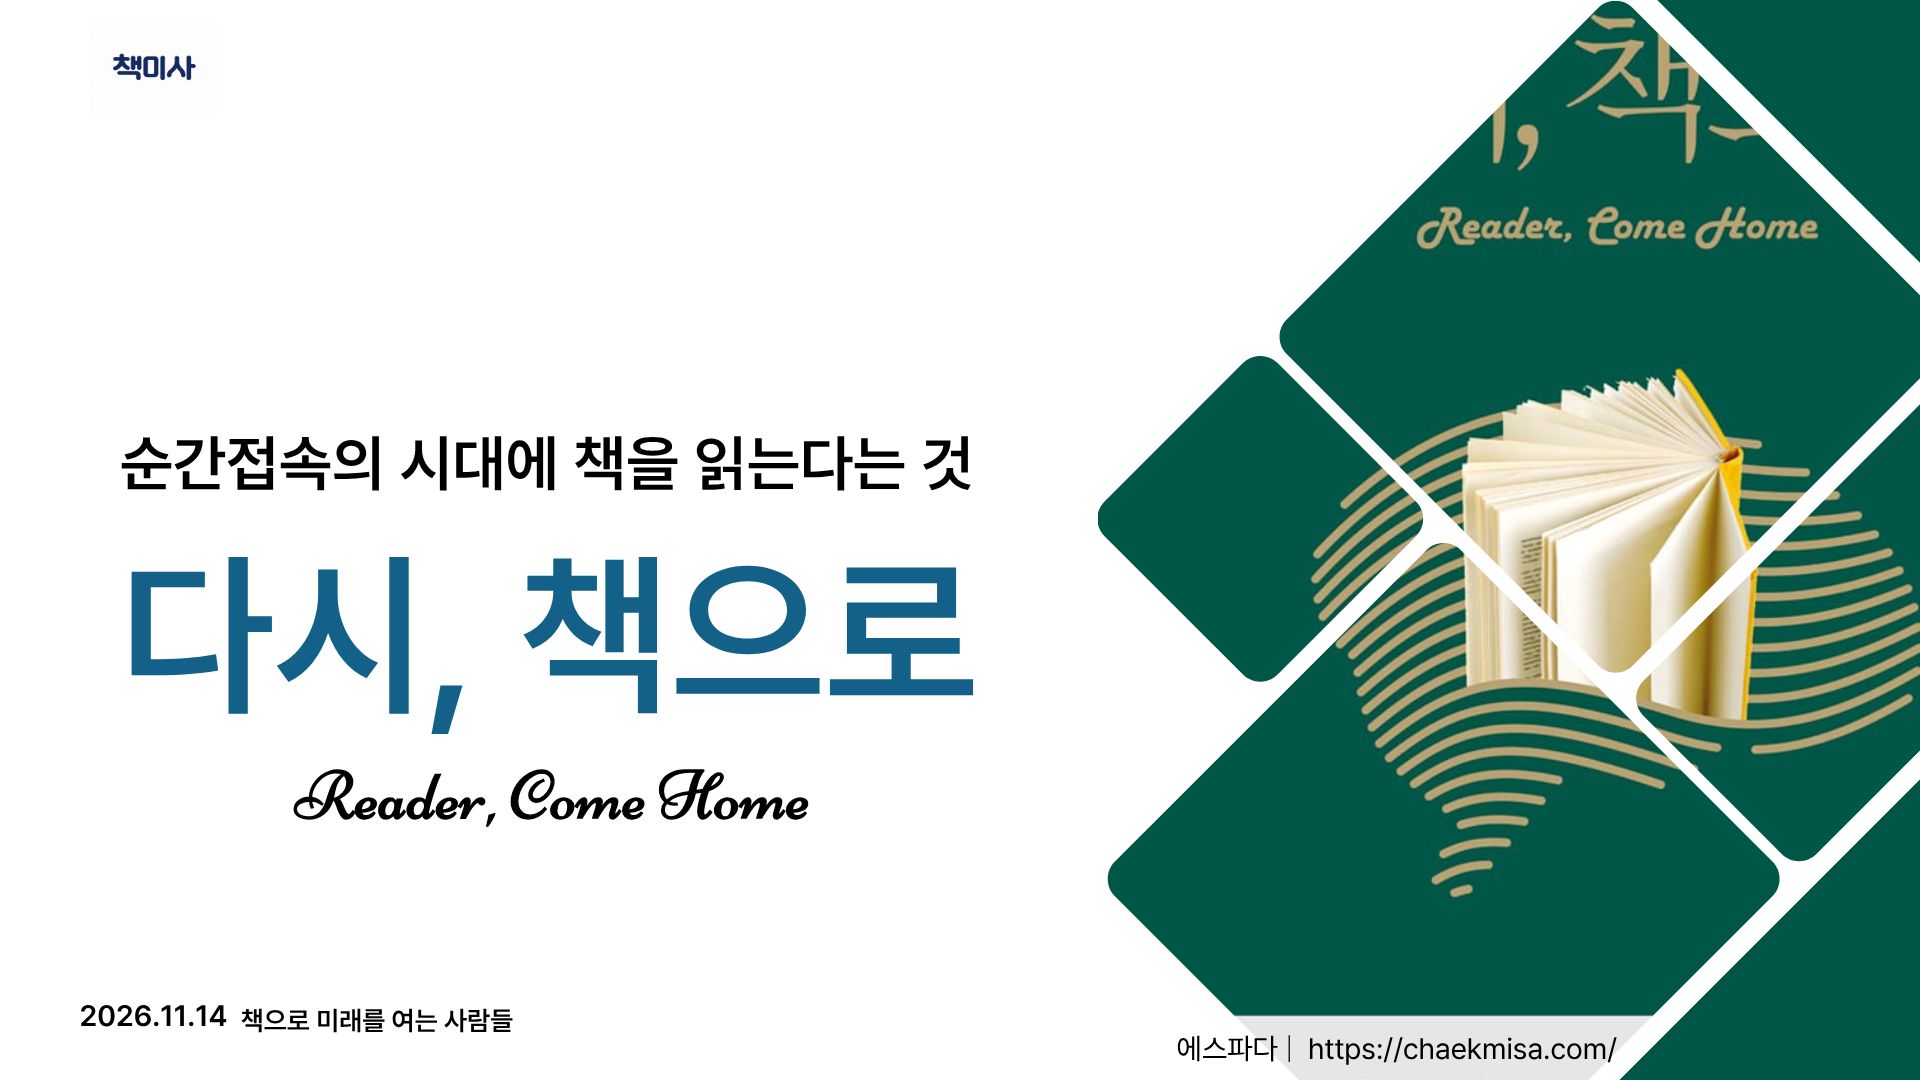 책미사
, 책
Reader, Come Home
순간접속의 시대에 책을 읽는다는 것
다시, 책으로
Reader, Come Home
2026.11.14 책으로 미래를 여는 사람들
에스파다 | https://chaekmisa.com/